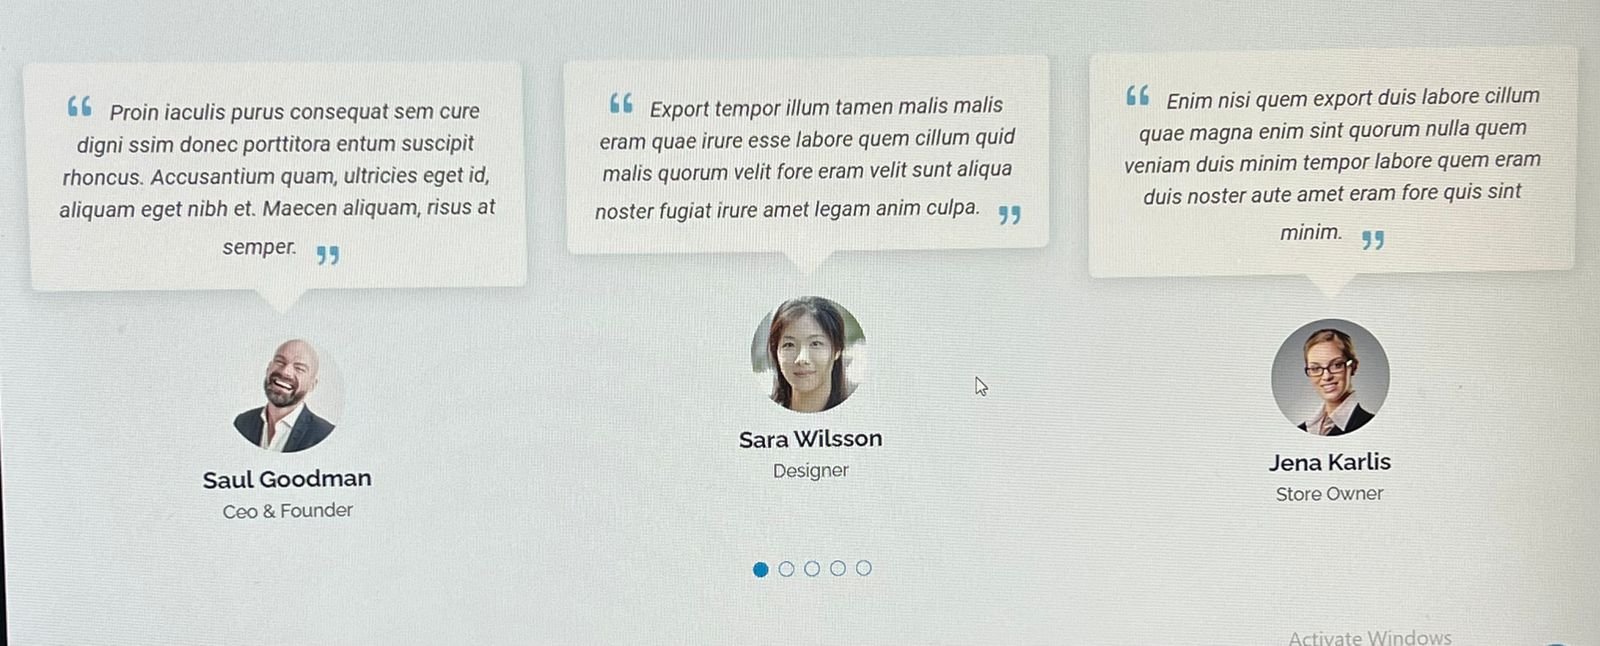 “ Proin iaculis purus consequat sem cure
digni ssim donec porttitora entum suscipit
rhoncus. Accusantium quam, ultricies eget id,
aliquam eget nibh et. Maecen aliquam, risus at
semper. ”
Saul Goodman
Ceo & Founder
“ Export tempor illum tamen malis malis
eram quae irure esse labore quem cillum quid
malis quorum velit fore eram velit sunt aliqua
noster fugiat irure amet legam anim culpa. ”
Sara Wilsson
Designer
“ Enim nisi quem export duis labore cillum
quae magna enim sint quorum nulla quem
veniam duis minim tempor labore quem eram
duis noster aute amet eram fore quis sint
minim. ”
Jena Karlis
Store Owner
Activate Windows